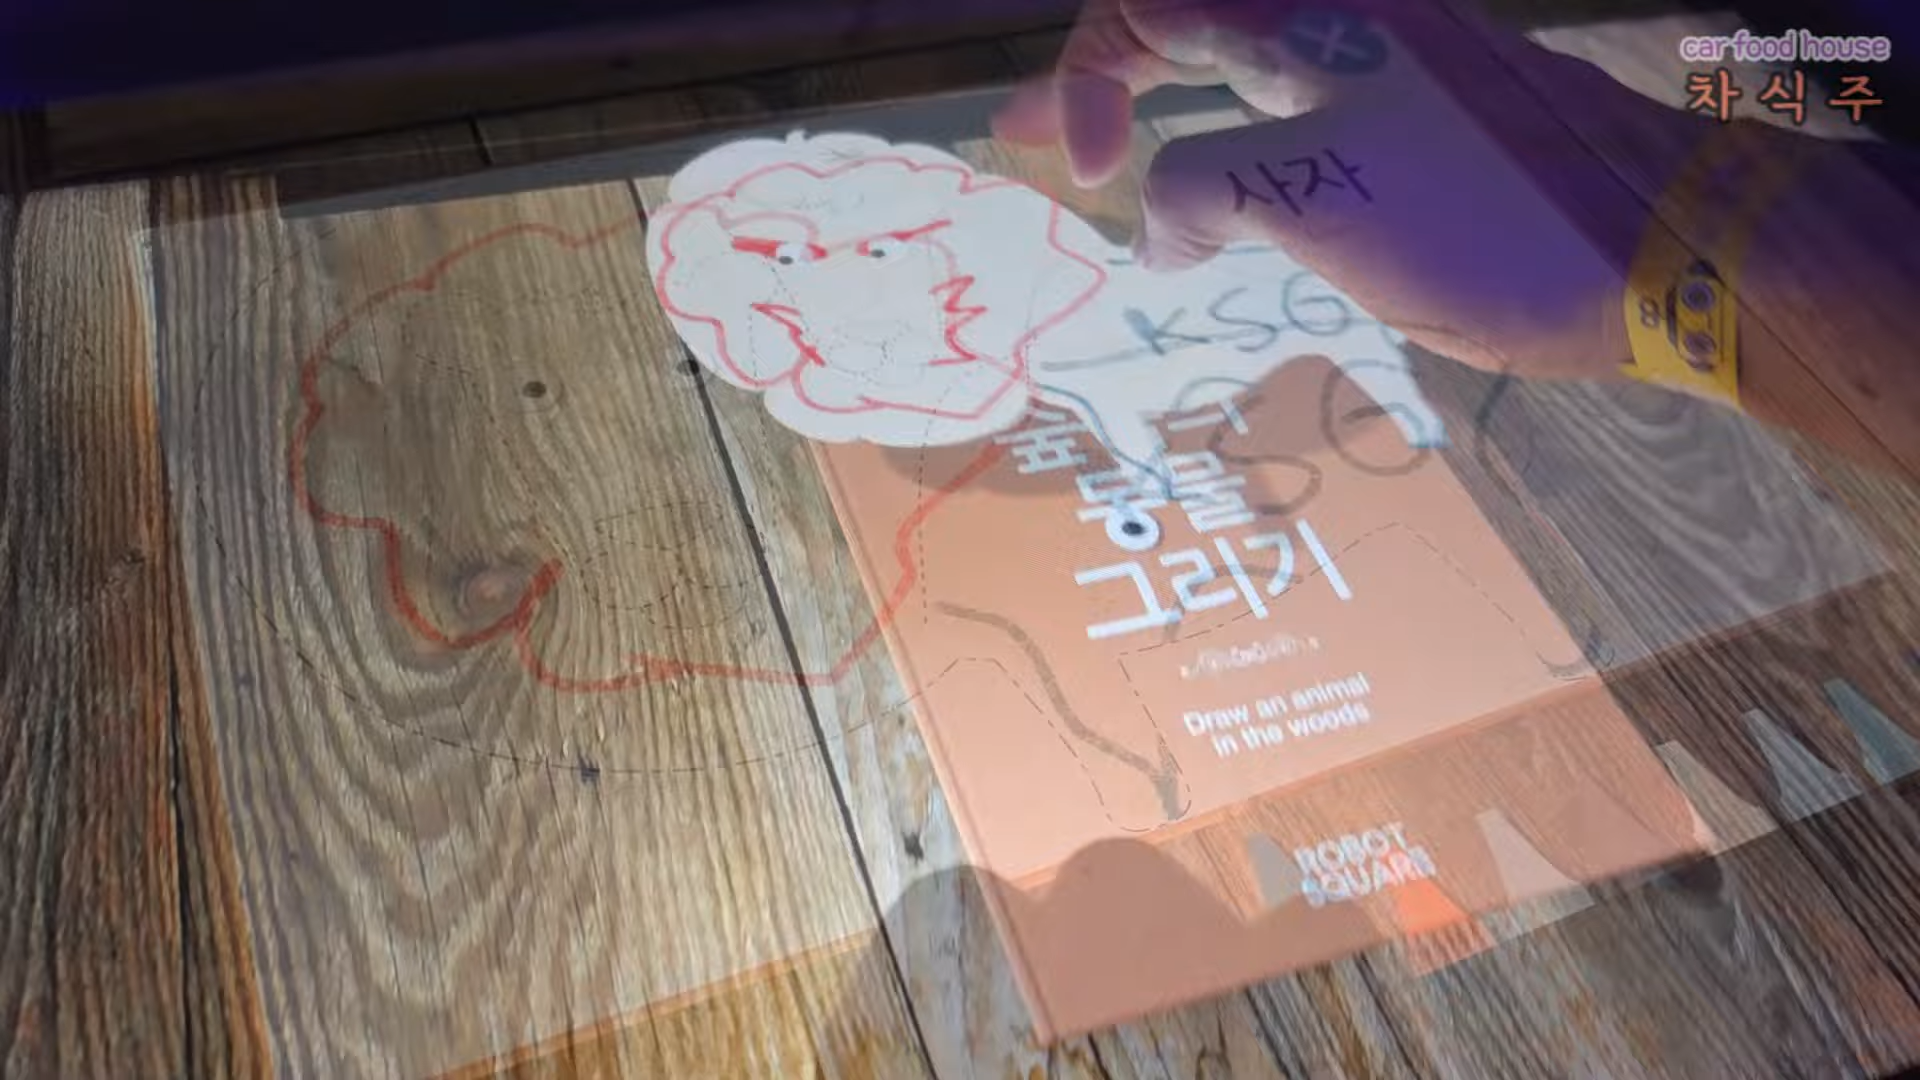 car food house
차 식 주
사자
KSG
동물
그리기
Draw an animal
in the woods
ROBOT
SQUARE
8